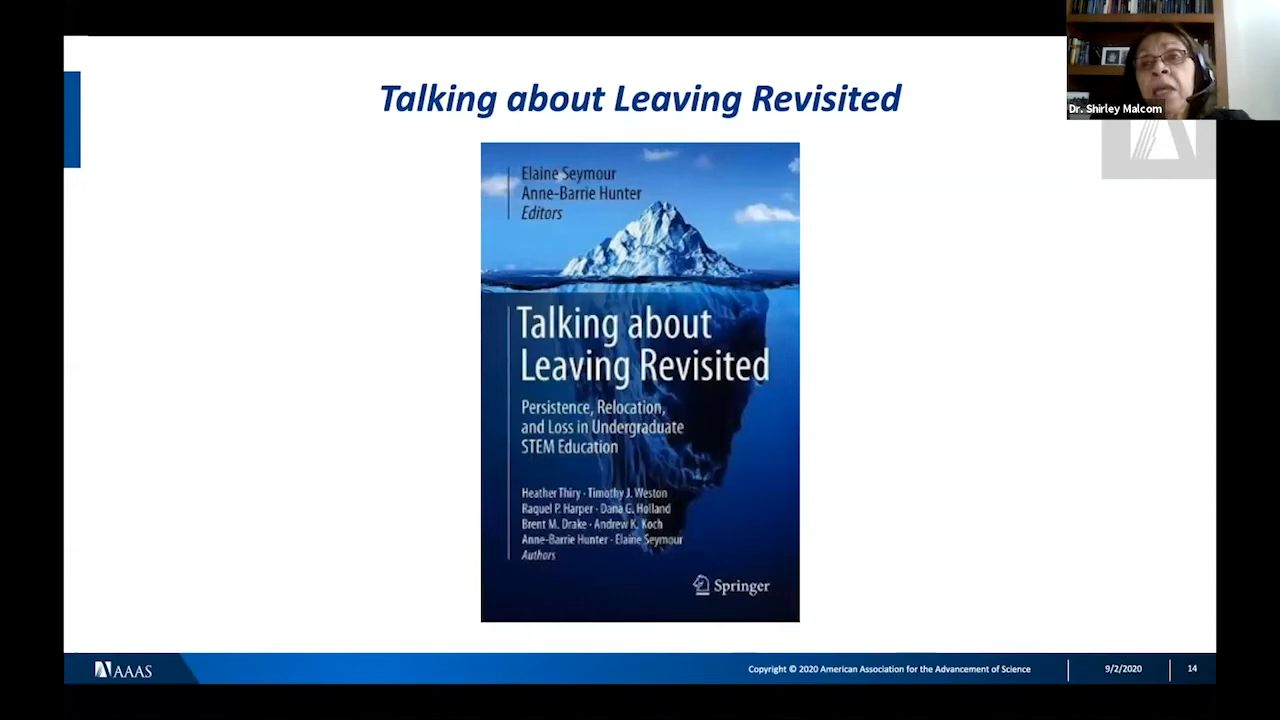 Talking about Leaving Revisited
Dr. Shirley Malcom
Elaine Seymour
Anne-Barrie Hunter
Editors
Talking about
Leaving Revisited
Persistence, Relocation,
and Loss in Undergraduate
STEM Education
Heather Thiry · Timothy J. Weston
Raquel P. Harper · Dana G. Holland
Brent M. Drake · Andrew K. Koch
Anne-Barrie Hunter · Elaine Seymour
Authors
Springer
AAAS
Copyright © 2020 American Association for the Advancement of Science
9/2/2020
14